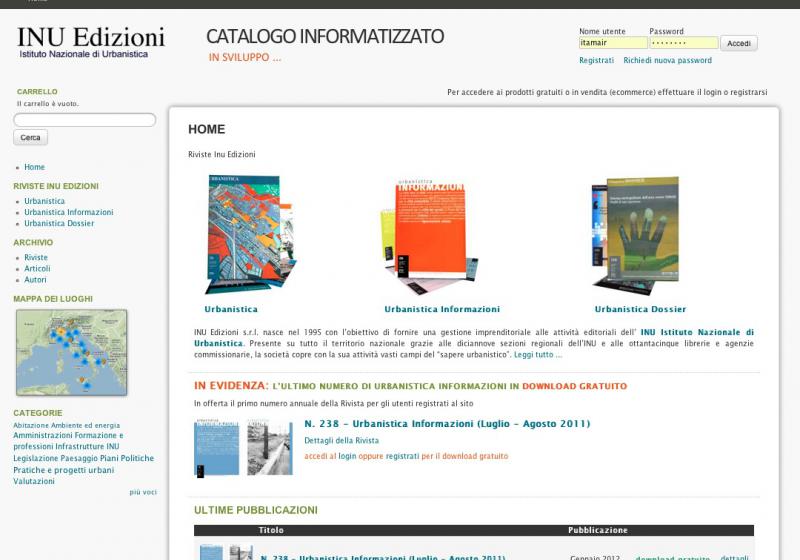 INU Edizioni
Istituto Nazionale di Urbanistica
CATALOGO INFORMATIZZATO
IN SVILUPPO ...
Nome utente
Password
itamair
Accedi
Registrati
Richiedi nuova password
CARRELLO
Il carrello è vuoto.
Cerca
Per accedere ai prodotti gratuiti o in vendita (ecommerce) effettuare il login o registrarsi
Home
RIVISTE INU EDIZIONI
Urbanistica
Urbanistica Informazioni
Urbanistica Dossier
ARCHIVIO
Riviste
Articoli
Autori
MAPPA DEI LUOGHI
CATEGORIE
Abitazione Ambiente ed energia
Amministrazioni Formazione e
professioni Infrastrutture INU
Legislazione Paesaggio Piani Politiche
Pratiche e progetti urbani
Valutazioni
più voci
HOME
Riviste Inu Edizioni
URBANISTICA
urbanistica
INFORMAZIONI
Urbanistica
Urbanistica Informazioni
Urbanistica Dossier
INU Edizioni s.r.l. nasce nel 1995 con l'obiettivo di fornire una gestione imprenditoriale alle attività editoriali dell' INU Istituto Nazionale di
Urbanistica. Presente su tutto il territorio nazionale grazie alle diciannove sezioni regionali dell'INU e alle ottantacinque librerie e agenzie
commissionarie, la società copre con la sua attività vasti campi del "sapere urbanistico". Leggi tutto ...
IN EVIDENZA: L'ULTIMO NUMERO DI URBANISTICA INFORMAZIONI IN DOWNLOAD GRATUITO
In offerta il primo numero annuale della Rivista per gli utenti registrati al sito
N. 238 - Urbanistica Informazioni (Luglio - Agosto 2011)
Dettagli della Rivista
accedi al login oppure registrati per il download gratuito
ULTIME PUBBLICAZIONI
Titolo
Pubblicazione
N. 238 - Urbanistica Informazioni (Luglio - Agosto 2011)
Gennaio 2012
download gratuito
dettagli